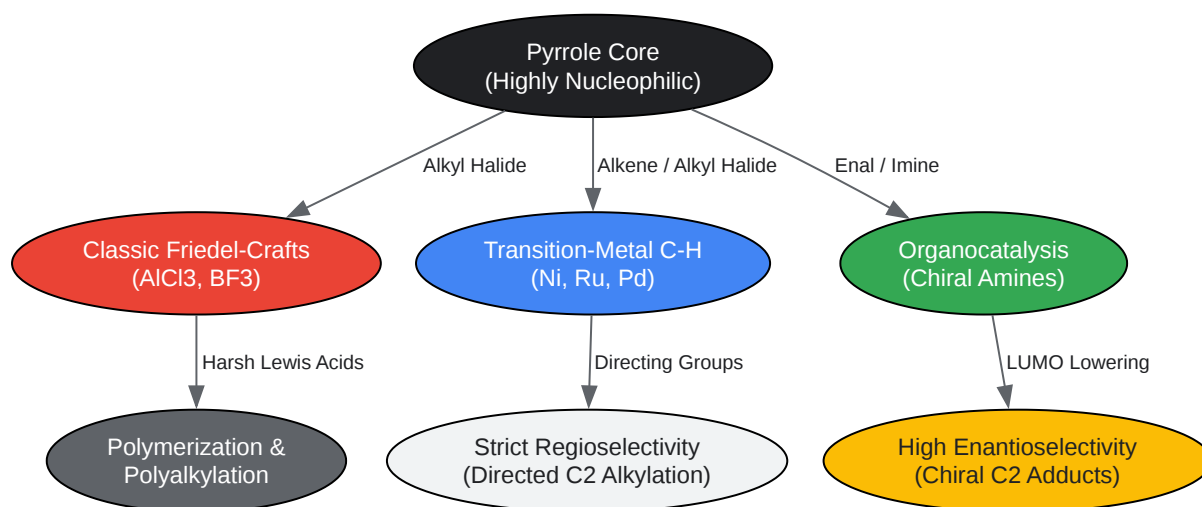 Pyrrole Core
(Highly Nucleophilic)
Alkyl Halide
Alkene / Alkyl Halide
Enal / Imine
Classic Friedel-Crafts
(AlCl3, BF3)
Transition-Metal C-H
(Ni, Ru, Pd)
Organocatalysis
(Chiral Amines)
Harsh Lewis Acids
Directing Groups
LUMO Lowering
Polymerization &
Polyalkylation
Strict Regioselectivity
(Directed C2 Alkylation)
High Enantioselectivity
(Chiral C2 Adducts)